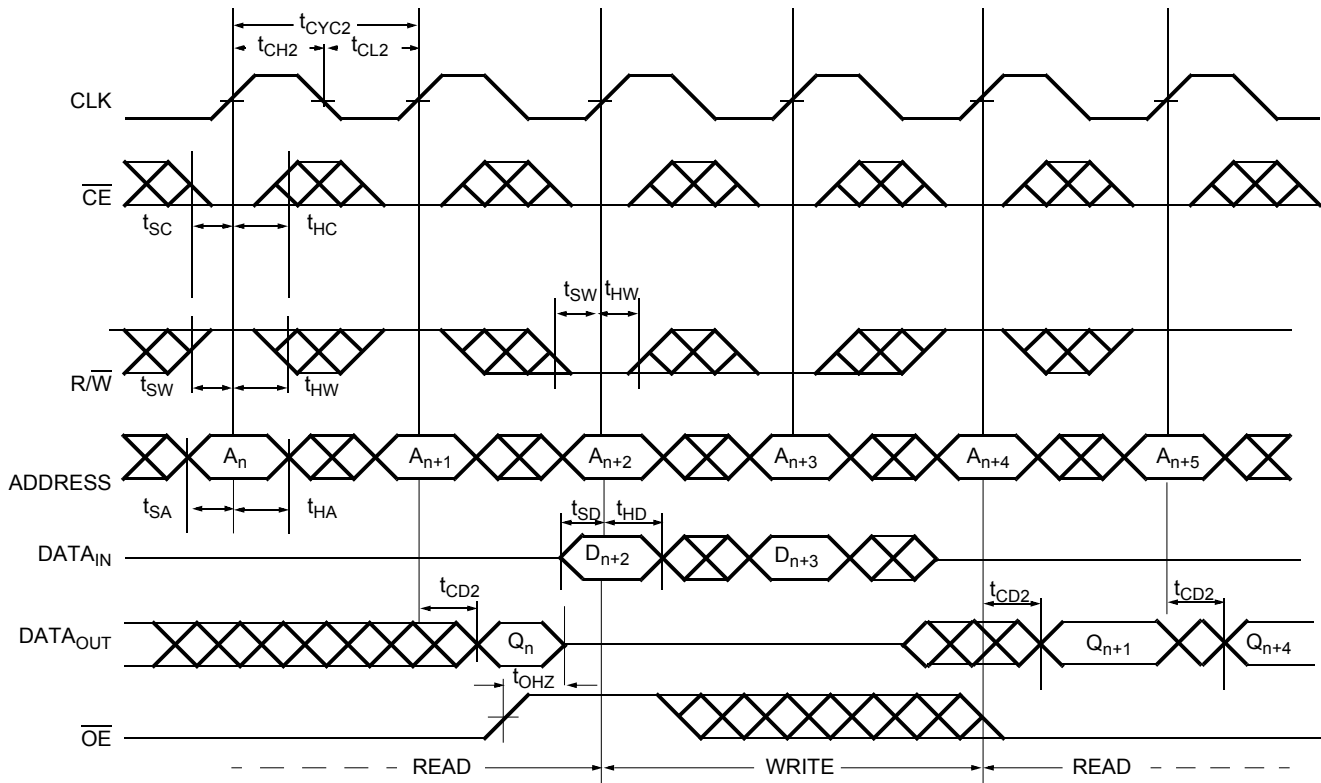 tCYC2
tCH2 tCL2
CLK
CE
tSC tHC
tSW tHW
R/W
tSW tHW
An An+1 An+2 An+3 An+4 An+5
ADDRESS
tSA tHA tSD tHD
DATAIN Dn+2 Dn+3
tCD2 tCD2 tCD2
DATAOUT Qn Qn+1 Qn+4
tOHZ
OE
READ WRITE READ